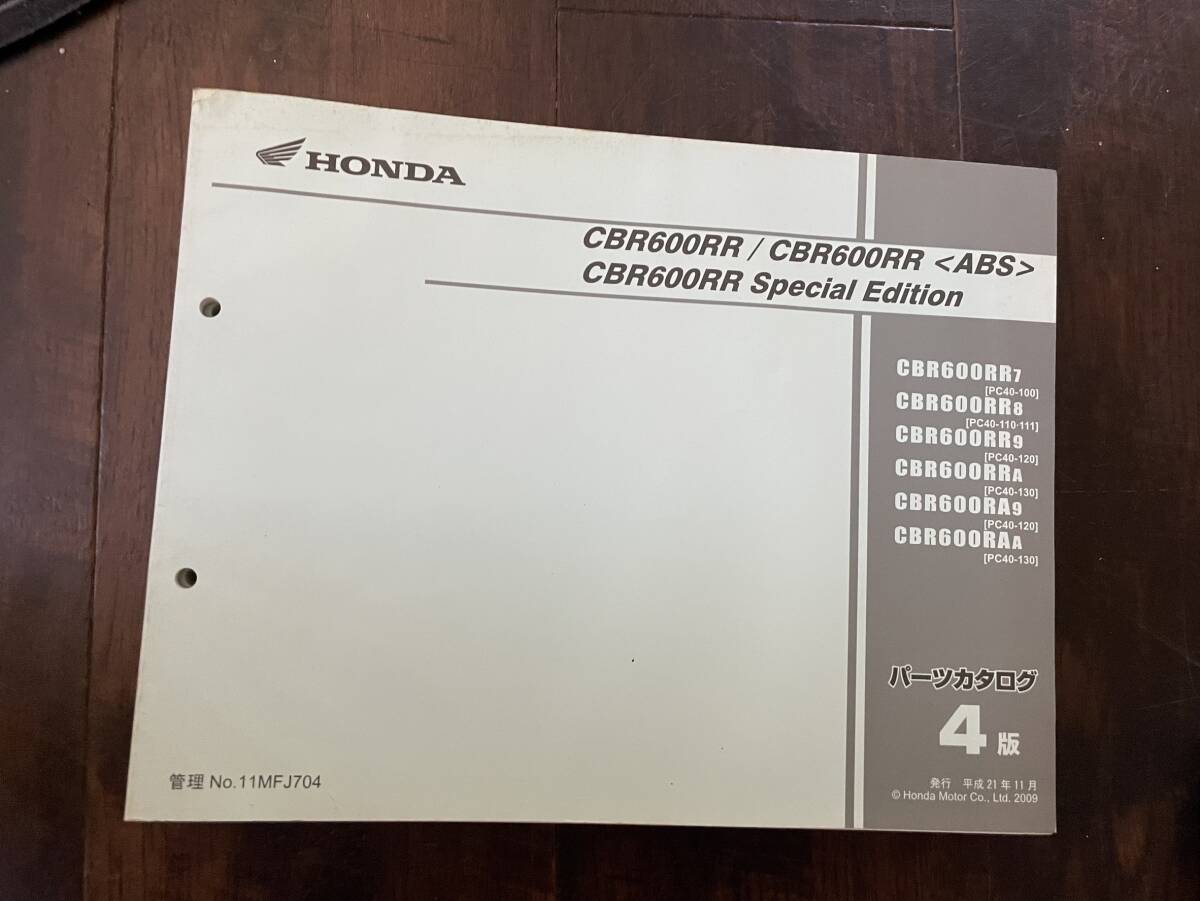 HONDA
CBR600RR / CBR600RR <ABS>
CBR600RR Special Edition
CBR600RR7
[PC40-100]
CBR600RR8
[PC40-110·111]
CBR600RR9
[PC40-120]
CBR600RRA
[PC40-130]
CBR600RA9
[PC40-120]
CBR600RAA
[PC40-130]
パーツカタログ
4版
管理 No.11MFJ704
発行 平成21年11月
© Honda Motor Co., Ltd. 2009